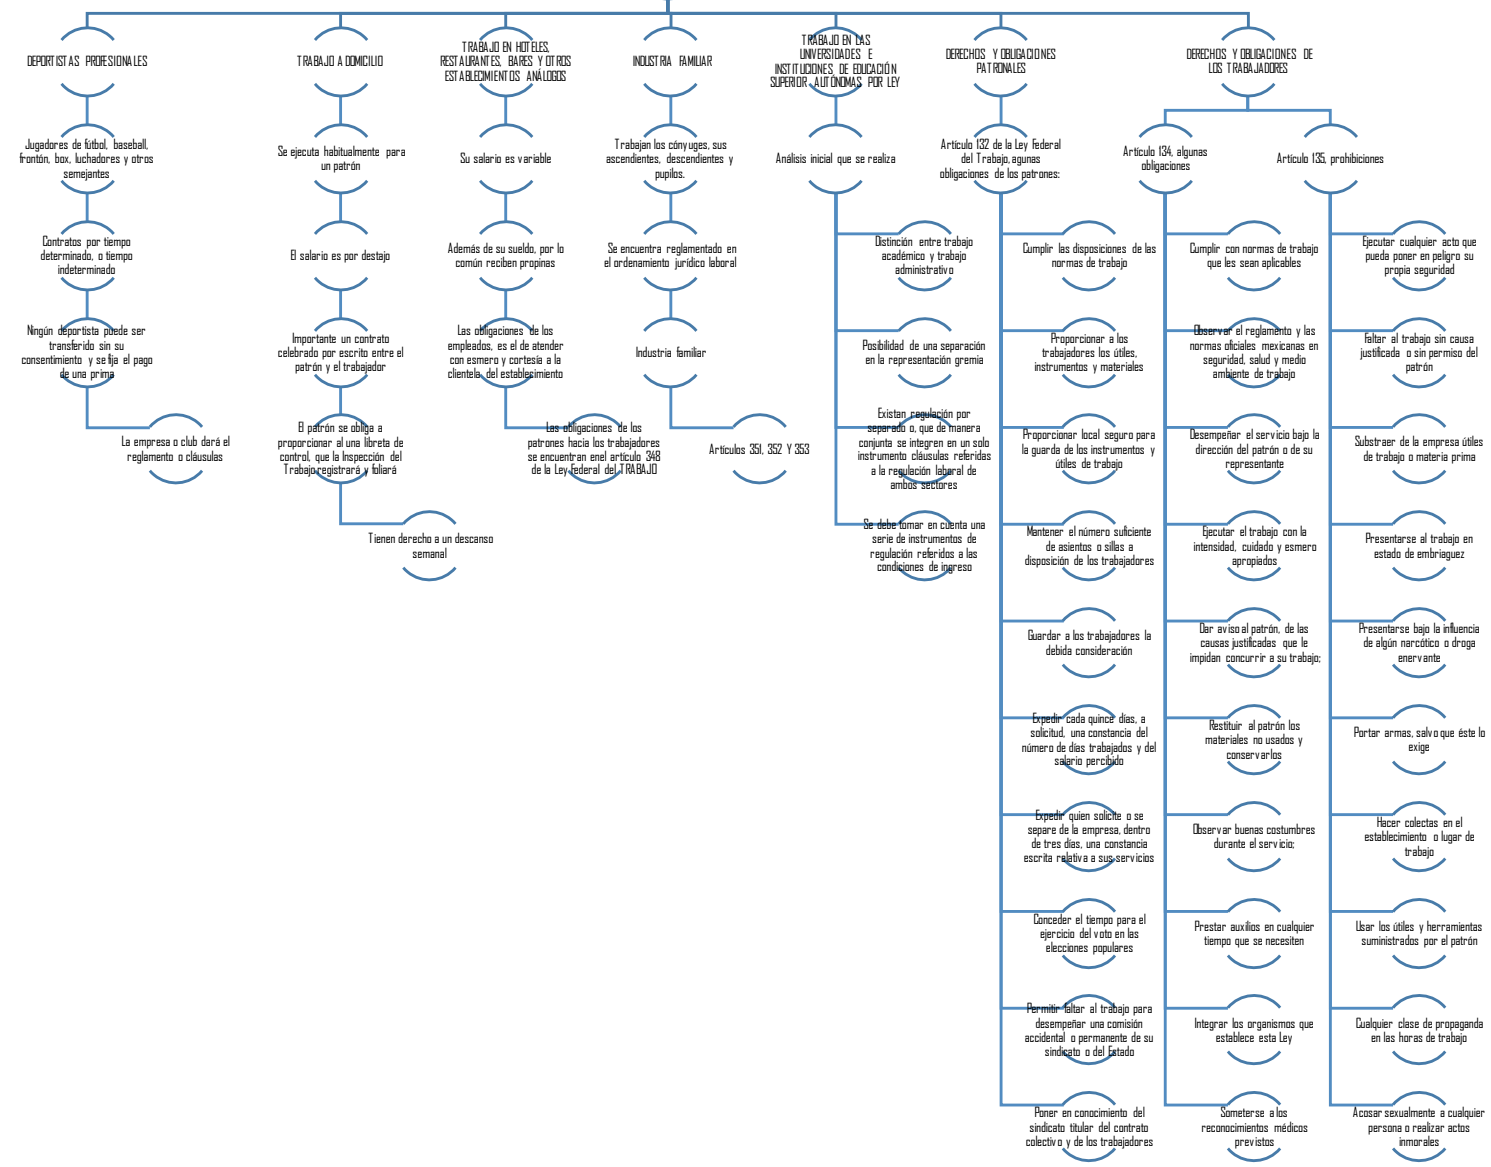 DEPORTISTAS PROFESIONALES
Jugadores de fútbol, baseball,
frontón, box, luchadores y otros
semejantes
Contratos por tiempo
determinado, o tiempo
indeterminado
Ningún deportista puede ser
transferido sin su
consentimiento y se fija el pago
de una prima
La empresa o club dará el
reglamento o cláusulas
TRABAJO A DOMICILIO
Se ejecuta habitualmente para
un patrón
El salario es por destajo
Importante un contrato
celebrado por escrito entre el
patrón y el trabajador
El patrón se obliga a
proporcionar al una libreta de
control, que la Inspección del
Trabajo registrará y foliará
Tienen derecho a un descanso
semanal
TRABAJO EN HOTELES,
RESTAURANTES, BARES Y OTROS
ESTABLECIMIENTOS ANÁLOGOS
Su salario es variable
Además de su sueldo, por lo
común reciben propinas
Las obligaciones de los
empleados, es el de atender
con esmero y cortesía a la
clientela del establecimiento
Las obligaciones de los
patrones hacia los trabajadores
se encuentran enel artículo 348
de la Ley Federal del TRABAJO
INDUSTRIA FAMILIAR
Trabajan los cónyuges, sus
ascendientes, descendientes y
pupilos.
Se encuentra reglamentado en
el ordenamiento jurídico laboral
Industria familiar
Artículos 351, 352 Y 353
TRABAJO EN LAS
UNIVERSIDADES E
INSTITUCIONES DE EDUCACIÓN
SUPERIOR AUTÓNOMAS POR LEY
Análisis inicial que se realiza
Distinción entre trabajo
académico y trabajo
administrativo
Posibilidad de una separación
en la representación gremia
Existan regulación por
separado o, que de manera
conjunta se integren en un solo
instrumento cláusulas referidas
a la regulación laboral de
ambos sectores
Se debe tomar en cuenta una
serie de instrumentos de
regulación referidos a las
condiciones de ingreso
DERECHOS Y OBLIGACIONES
PATRONALES
Artículo 132 de la Ley Federal
del Trabajo, agunas
obligaciones de los patrones:
Cumplir las disposiciones de las
normas de trabajo
Proporcionar a los
trabajadores los útiles,
instrumentos y materiales
Proporcionar local seguro para
la guarda de los instrumentos y
útiles de trabajo
Mantener el número suficiente
de asientos o sillas a
disposición de los trabajadores
Guardar a los trabajadores la
debida consideración
Expedir cada quince días, a
solicitud, una constancia del
número de días trabajados y del
salario percibido
Expedir quien solicite o se
separe de la empresa, dentro
de tres días, una constancia
escrita relativa a sus servicios
Conceder el tiempo para el
ejercicio del voto en las
elecciones populares
Permitir faltar al trabajo para
desempeñar una comisión
accidental o permanente de su
sindicato o del Estado
Poner en conocimiento del
sindicato titular del contrato
colectivo y de los trabajadores
DERECHOS Y OBLIGACIONES DE
LOS TRABAJADORES
Artículo 134, algunas
obligaciones
Cumplir con normas de trabajo
que les sean aplicables
Observar el reglamento y las
normas oficiales mexicanas en
seguridad, salud y medio
ambiente de trabajo
Desempeñar el servicio bajo la
dirección del patrón o de su
representante
Ejecutar el trabajo con la
intensidad, cuidado y esmero
apropiados
Dar aviso al patrón, de las
causas justificadas que le
impidan concurrir a su trabajo;
Restituir al patrón los
materiales no usados y
conservarlos
Observar buenas costumbres
durante el servicio;
Prestar auxilios en cualquier
tiempo que se necesiten
Integrar los organismos que
establece esta Ley
Someterse a los
reconocimientos médicos
previstos
Artículo 135, prohibiciones
Ejecutar cualquier acto que
pueda poner en peligro su
propia seguridad
Faltar al trabajo sin causa
justificada o sin permiso del
patrón
Substraer de la empresa útiles
de trabajo o materia prima
Presentarse al trabajo en
estado de embriaguez
Presentarse bajo la influencia
de algún narcótico o droga
enervante
Portar armas, salvo que éste lo
exige
Hacer colectas en el
establecimiento o lugar de
trabajo
Usar los útiles y herramientas
suministrados por el patrón
Cualquier clase de propaganda
en las horas de trabajo
Acosar sexualmente a cualquier
persona o realizar actos
inmorales